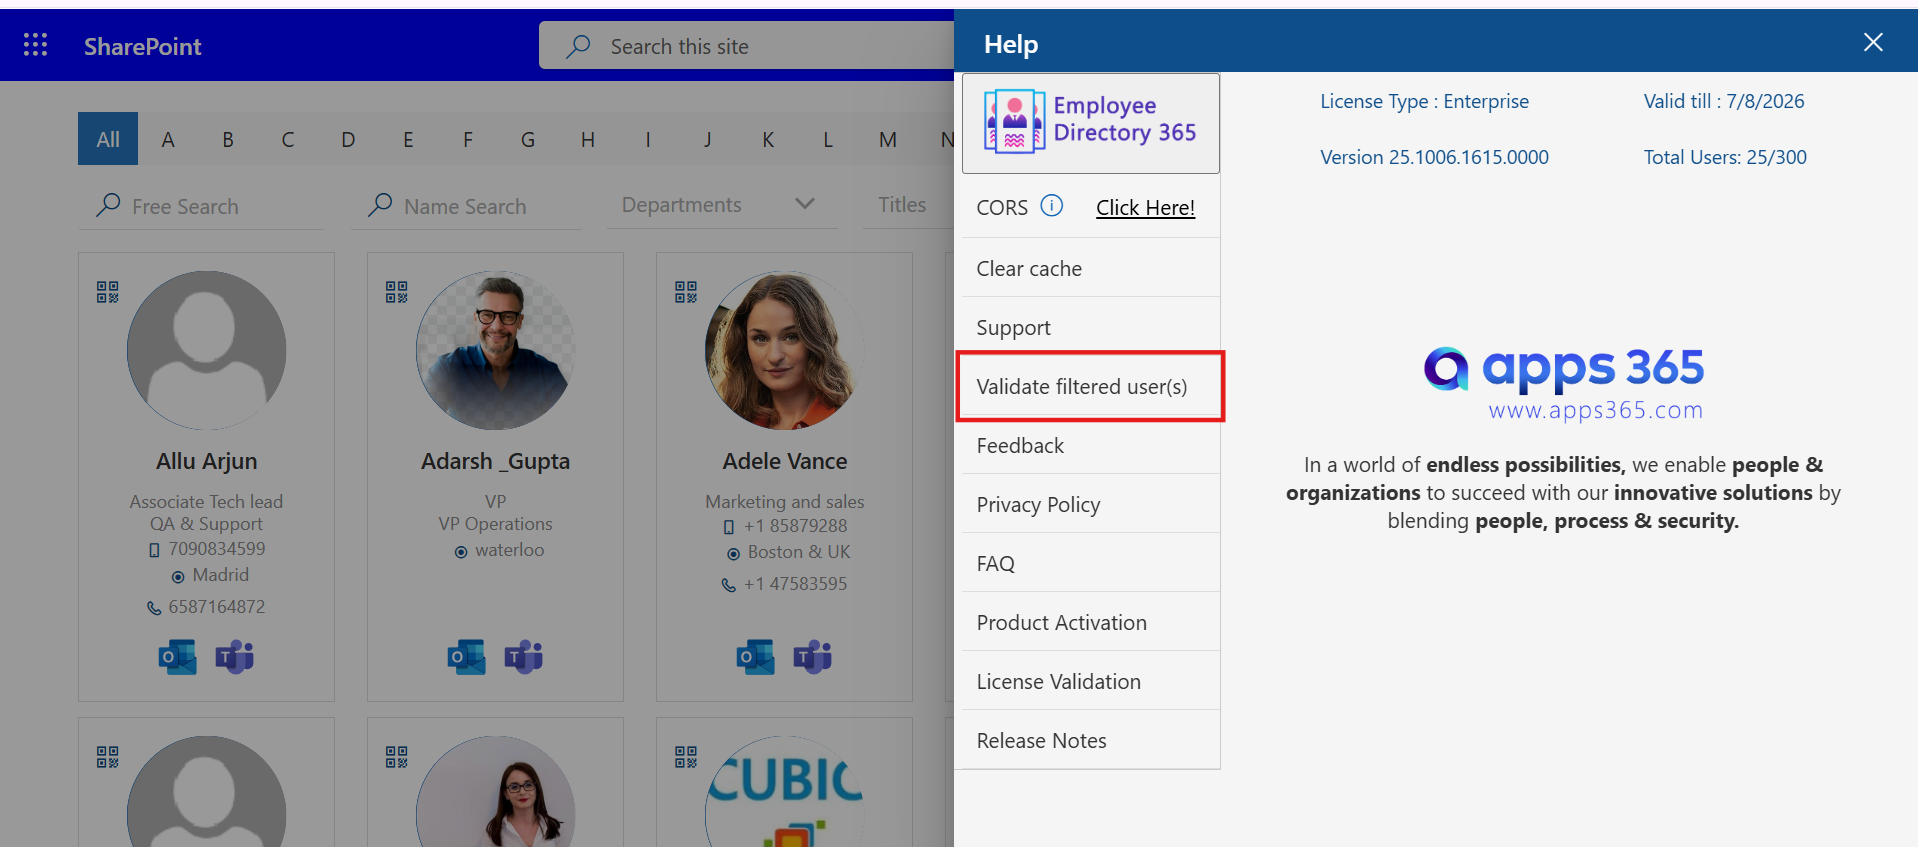 SharePoint
Search this site
Help
All A B C D E F G H I J K L M N
Free Search
Name Search
Departments
Titles
Allu Arjun
Associate Tech lead
QA & Support
7090834599
Madrid
6587164872
Adarsh _Gupta
VP
VP Operations
waterloo
Adele Vance
Marketing and sales
+1 85879288
Boston & UK
+1 47583595
CUBIC
Employee
Directory 365
CORS
Click Here!
Clear cache
Support
Validate filtered user(s)
Feedback
Privacy Policy
FAQ
Product Activation
License Validation
Release Notes
License Type : Enterprise
Valid till : 7/8/2026
Version 25.1006.1615.0000
Total Users: 25/300
apps 365
www.apps365.com
In a world of endless possibilities, we enable people &
organizations to succeed with our innovative solutions by
blending people, process & security.